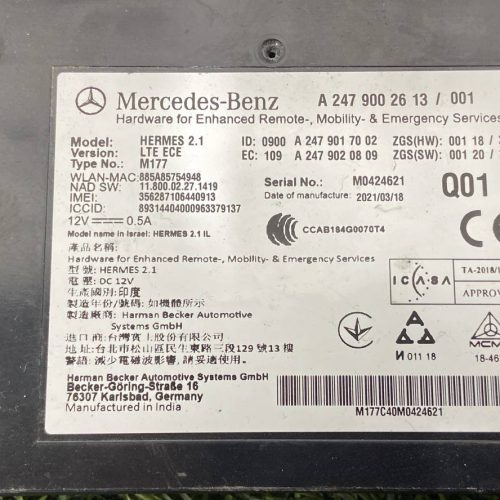 Mercedes-Benz A 247 900 26 13 / 001
Hardware for Enhanced Remote-, Mobility- & Emergency Services
Model: HERMES 2.1 ID: 0900 A 247 901 70 02 ZGS(HW): 001 18 /
Version: LTE ECE EC: 109 A 247 902 08 09 ZGS(SW): 001 20 /
Type No.: M177
WLAN-MAC: 885A85754948
NAD SW: 11.800.02.27.1419 Serial No.: M0424621 Q01
IMEI: 356287106440913 Date of manufacture: 2021/03/18
ICCID: 89314404000963379137
12V 0.5A CCAB184G0070T4 CE
Model name in Israel: HERMES 2.1 IL
產品名稱:
Hardware for Enhanced Remote-, Mobility- & Emergency Services
型號: HERMES 2.1 ICASA TA-2018/
電壓: DC 12V APPROV
生產國別:印度
製造年份/號碼: 如機體所示
製造廠商: Harman Becker Automotive
Systems GmbH
進口商:台灣賓士股份有限公司
地址:台北市松山區民生東路三段129號13樓
警語:減少電磁波影響,請妥適使用 И 011 18 MCM 18-46
Harman Becker Automotive Systems GmbH
Becker-Göring-Straße 16
76307 Karlsbad, Germany
Manufactured in India M177C40M0424621